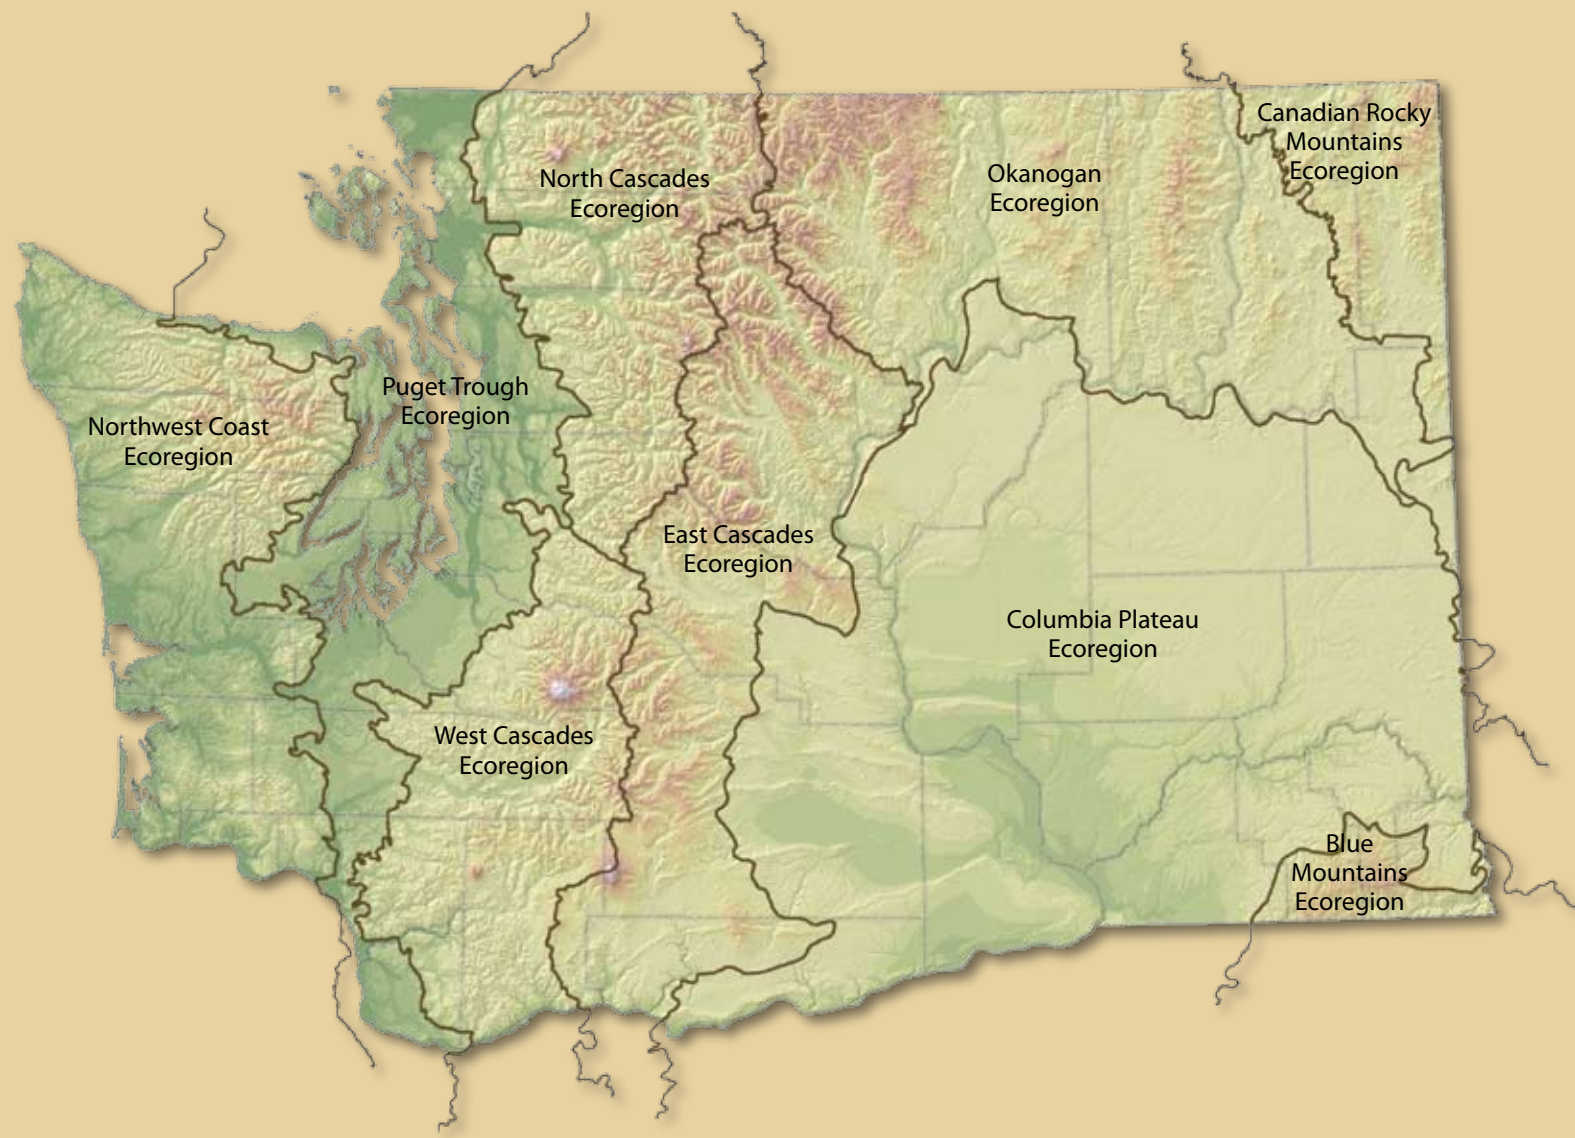 Canadian Rocky
Mountains
Ecoregion
North Cascades
Ecoregion
Okanogan
Ecoregion
Puget Trough
Ecoregion
Northwest Coast
Ecoregion
East Cascades
Ecoregion
Columbia Plateau
Ecoregion
West Cascades
Ecoregion
Blue
Mountains
Ecoregion